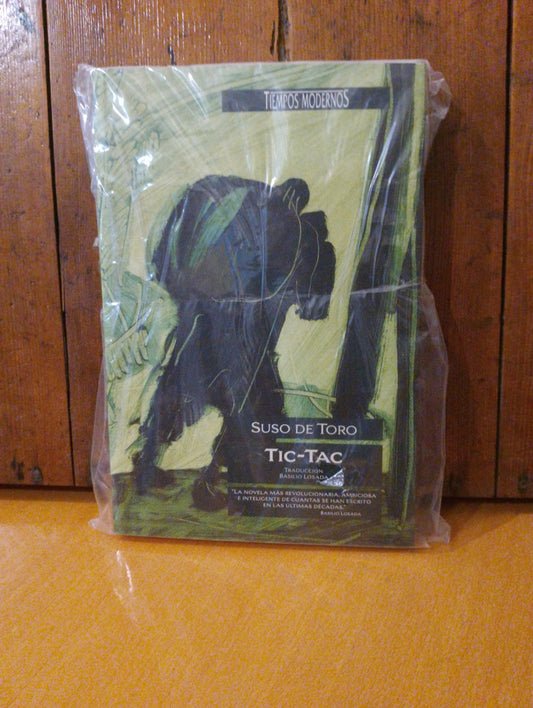 TIEMPOS MODERNOS
SUSO DE TORO
TIC-TAC
TRADUCCIÓN
BASILIO LOSADA
"LA NOVELA MÁS REVOLUCIONARIA, AMBICIOSA
E INTELIGENTE DE CUANTAS SE HAN ESCRITO
EN LAS ÚLTIMAS DÉCADAS."
BASILIO LOSADA